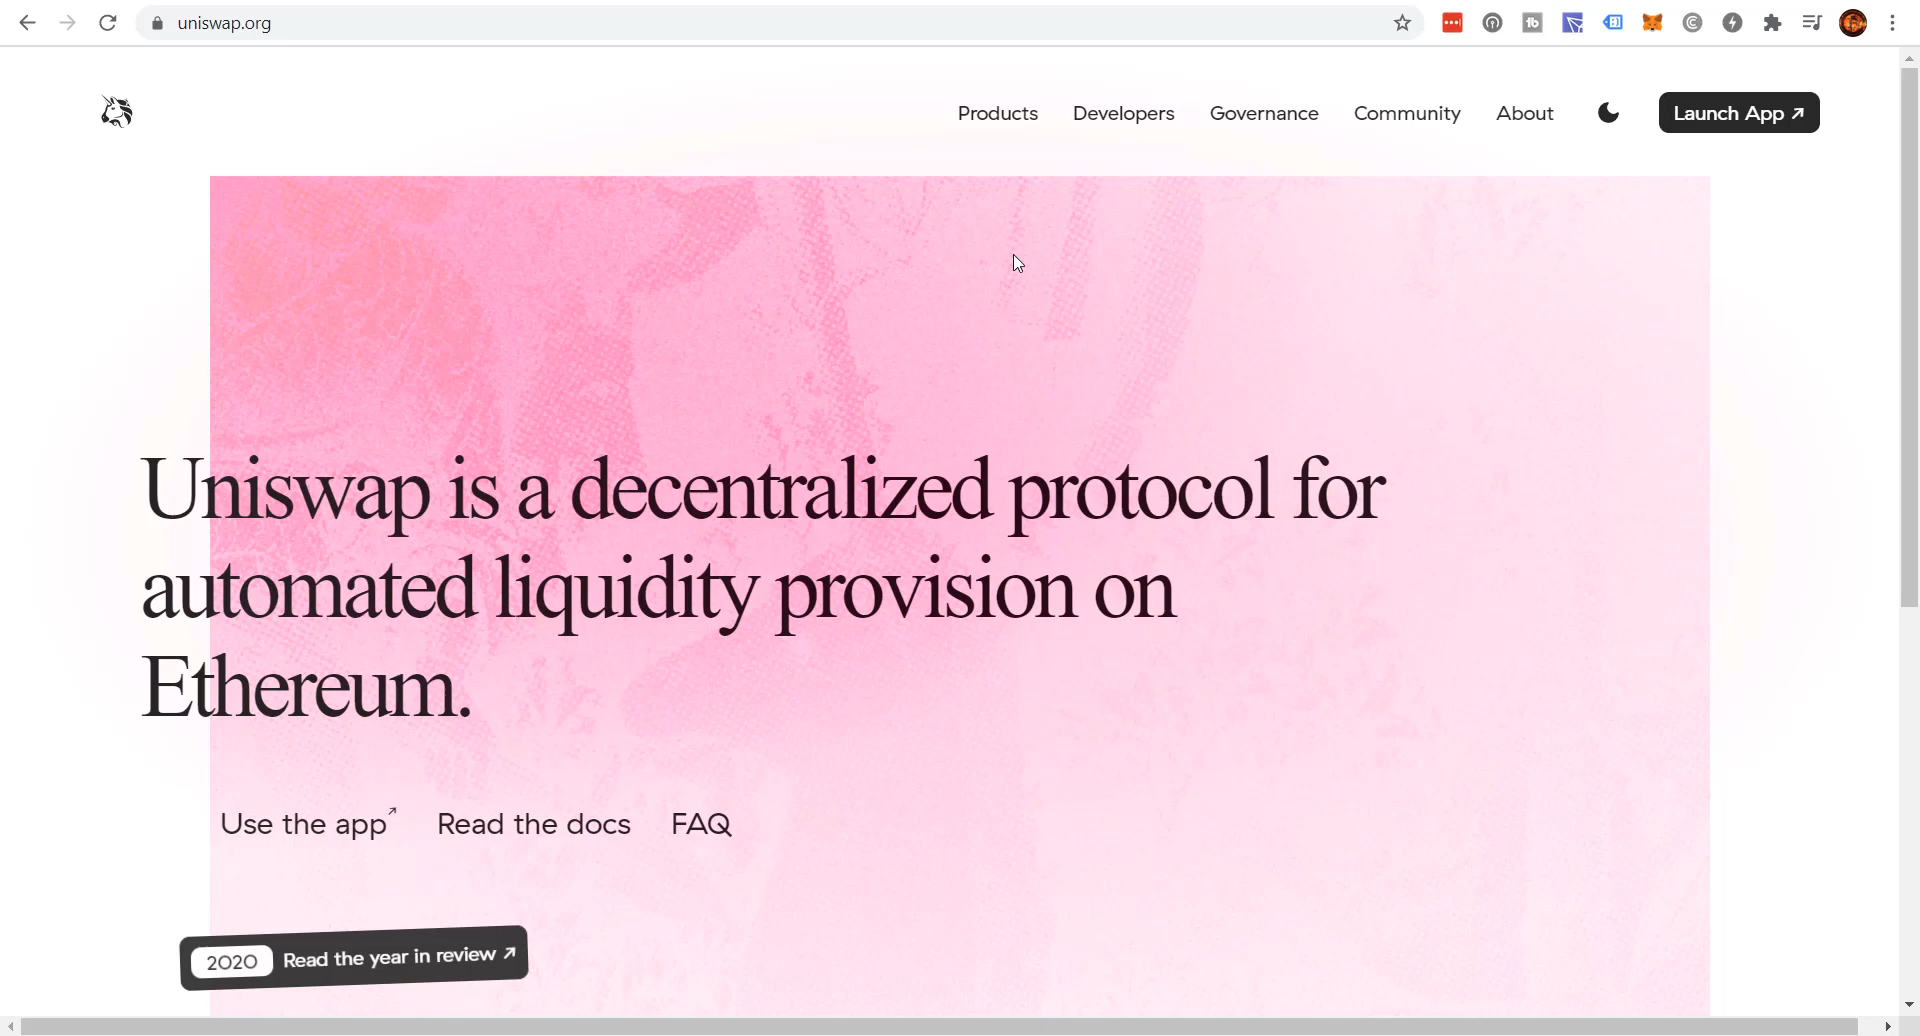 uniswap.org
Products Developers Governance Community About Launch App ↗
Uniswap is a decentralized protocol for
automated liquidity provision on
Ethereum.
Use the app↗ Read the docs FAQ
2020 Read the year in review ↗